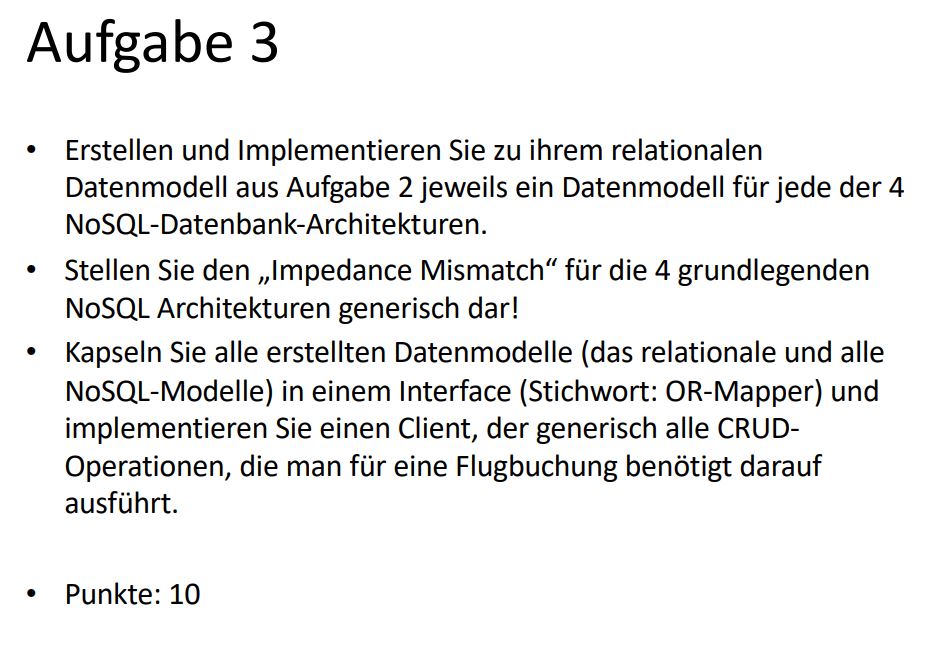 Aufgabe 3
• Erstellen und Implementieren Sie zu ihrem relationalen
Datenmodell aus Aufgabe 2 jeweils ein Datenmodell für jede der 4
NoSQL-Datenbank-Architekturen.
• Stellen Sie den „Impedance Mismatch“ für die 4 grundlegenden
NoSQL Architekturen generisch dar!
• Kapseln Sie alle erstellten Datenmodelle (das relationale und alle
NoSQL-Modelle) in einem Interface (Stichwort: OR-Mapper) und
implementieren Sie einen Client, der generisch alle CRUD-
Operationen, die man für eine Flugbuchung benötigt darauf
ausführt.
• Punkte: 10